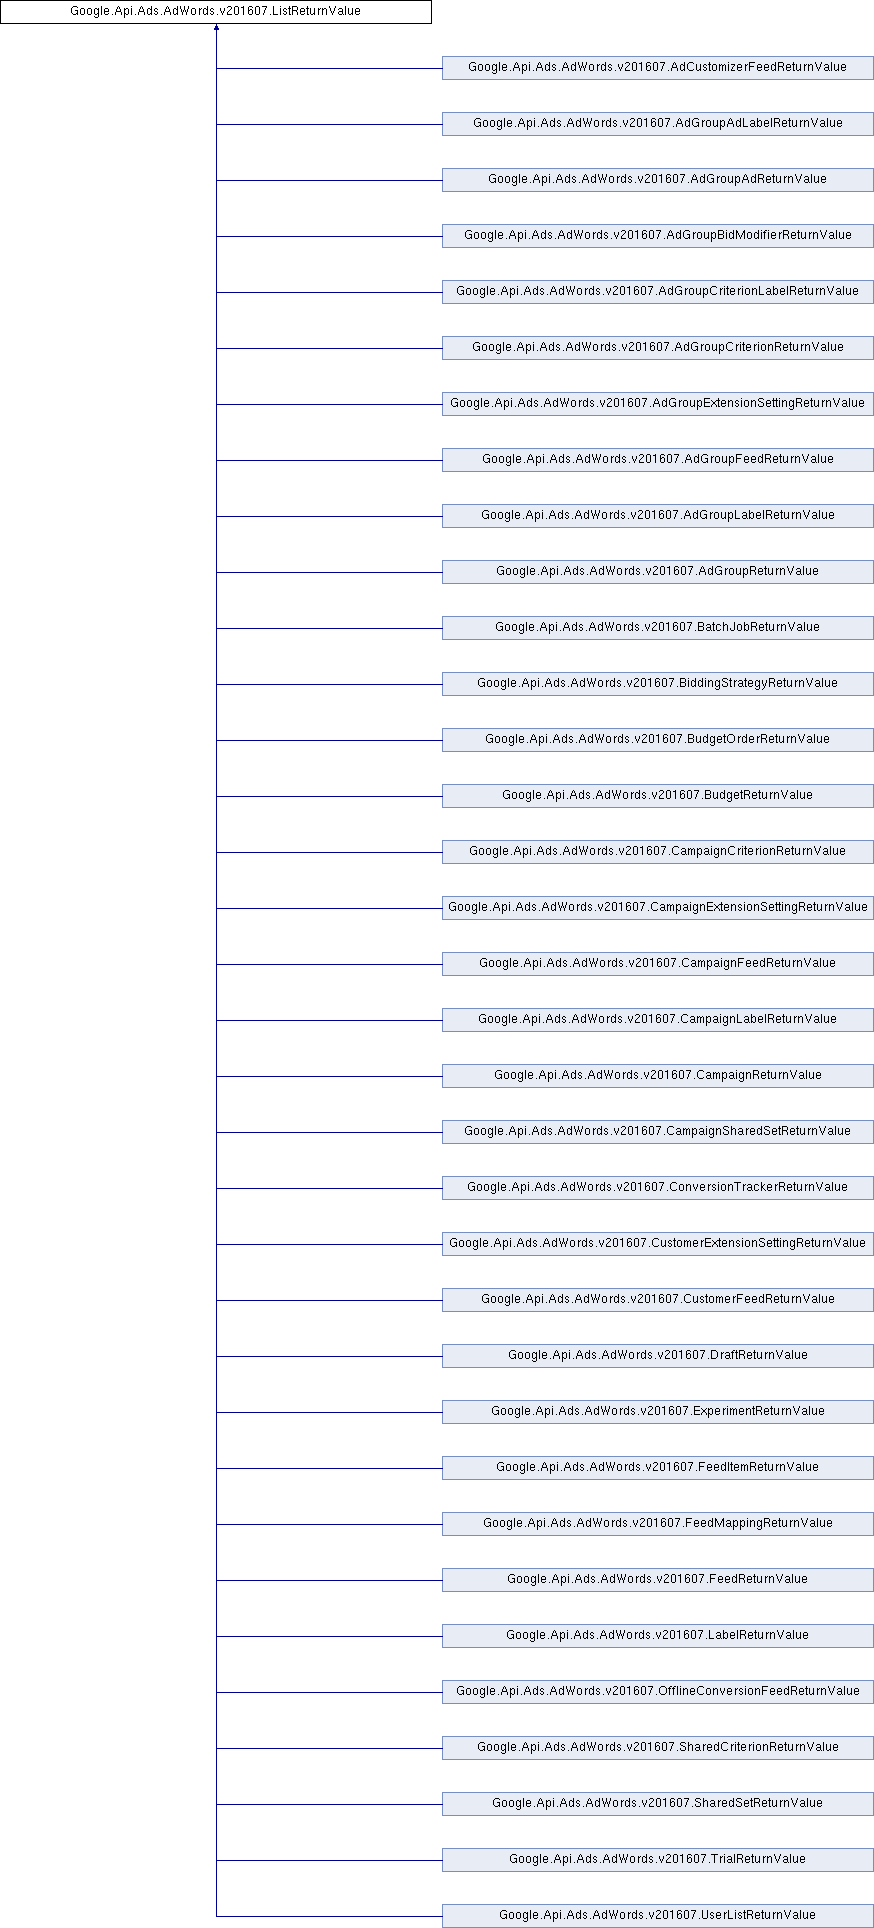 Google.Api.Ads.AdWords.v201607.ListReturnValue
Google.Api.Ads.AdWords.v201607.AdCustomizerFeedReturnValue
Google.Api.Ads.AdWords.v201607.AdGroupAdLabelReturnValue
Google.Api.Ads.AdWords.v201607.AdGroupAdReturnValue
Google.Api.Ads.AdWords.v201607.AdGroupBidModifierReturnValue
Google.Api.Ads.AdWords.v201607.AdGroupCriterionLabelReturnValue
Google.Api.Ads.AdWords.v201607.AdGroupCriterionReturnValue
Google.Api.Ads.AdWords.v201607.AdGroupExtensionSettingReturnValue
Google.Api.Ads.AdWords.v201607.AdGroupFeedReturnValue
Google.Api.Ads.AdWords.v201607.AdGroupLabelReturnValue
Google.Api.Ads.AdWords.v201607.AdGroupReturnValue
Google.Api.Ads.AdWords.v201607.BatchJobReturnValue
Google.Api.Ads.AdWords.v201607.BiddingStrategyReturnValue
Google.Api.Ads.AdWords.v201607.BudgetOrderReturnValue
Google.Api.Ads.AdWords.v201607.BudgetReturnValue
Google.Api.Ads.AdWords.v201607.CampaignCriterionReturnValue
Google.Api.Ads.AdWords.v201607.CampaignExtensionSettingReturnValue
Google.Api.Ads.AdWords.v201607.CampaignFeedReturnValue
Google.Api.Ads.AdWords.v201607.CampaignLabelReturnValue
Google.Api.Ads.AdWords.v201607.CampaignReturnValue
Google.Api.Ads.AdWords.v201607.CampaignSharedSetReturnValue
Google.Api.Ads.AdWords.v201607.ConversionTrackerReturnValue
Google.Api.Ads.AdWords.v201607.CustomerExtensionSettingReturnValue
Google.Api.Ads.AdWords.v201607.CustomerFeedReturnValue
Google.Api.Ads.AdWords.v201607.DraftReturnValue
Google.Api.Ads.AdWords.v201607.ExperimentReturnValue
Google.Api.Ads.AdWords.v201607.FeedItemReturnValue
Google.Api.Ads.AdWords.v201607.FeedMappingReturnValue
Google.Api.Ads.AdWords.v201607.FeedReturnValue
Google.Api.Ads.AdWords.v201607.LabelReturnValue
Google.Api.Ads.AdWords.v201607.OfflineConversionFeedReturnValue
Google.Api.Ads.AdWords.v201607.SharedCriterionReturnValue
Google.Api.Ads.AdWords.v201607.SharedSetReturnValue
Google.Api.Ads.AdWords.v201607.TrialReturnValue
Google.Api.Ads.AdWords.v201607.UserListReturnValue